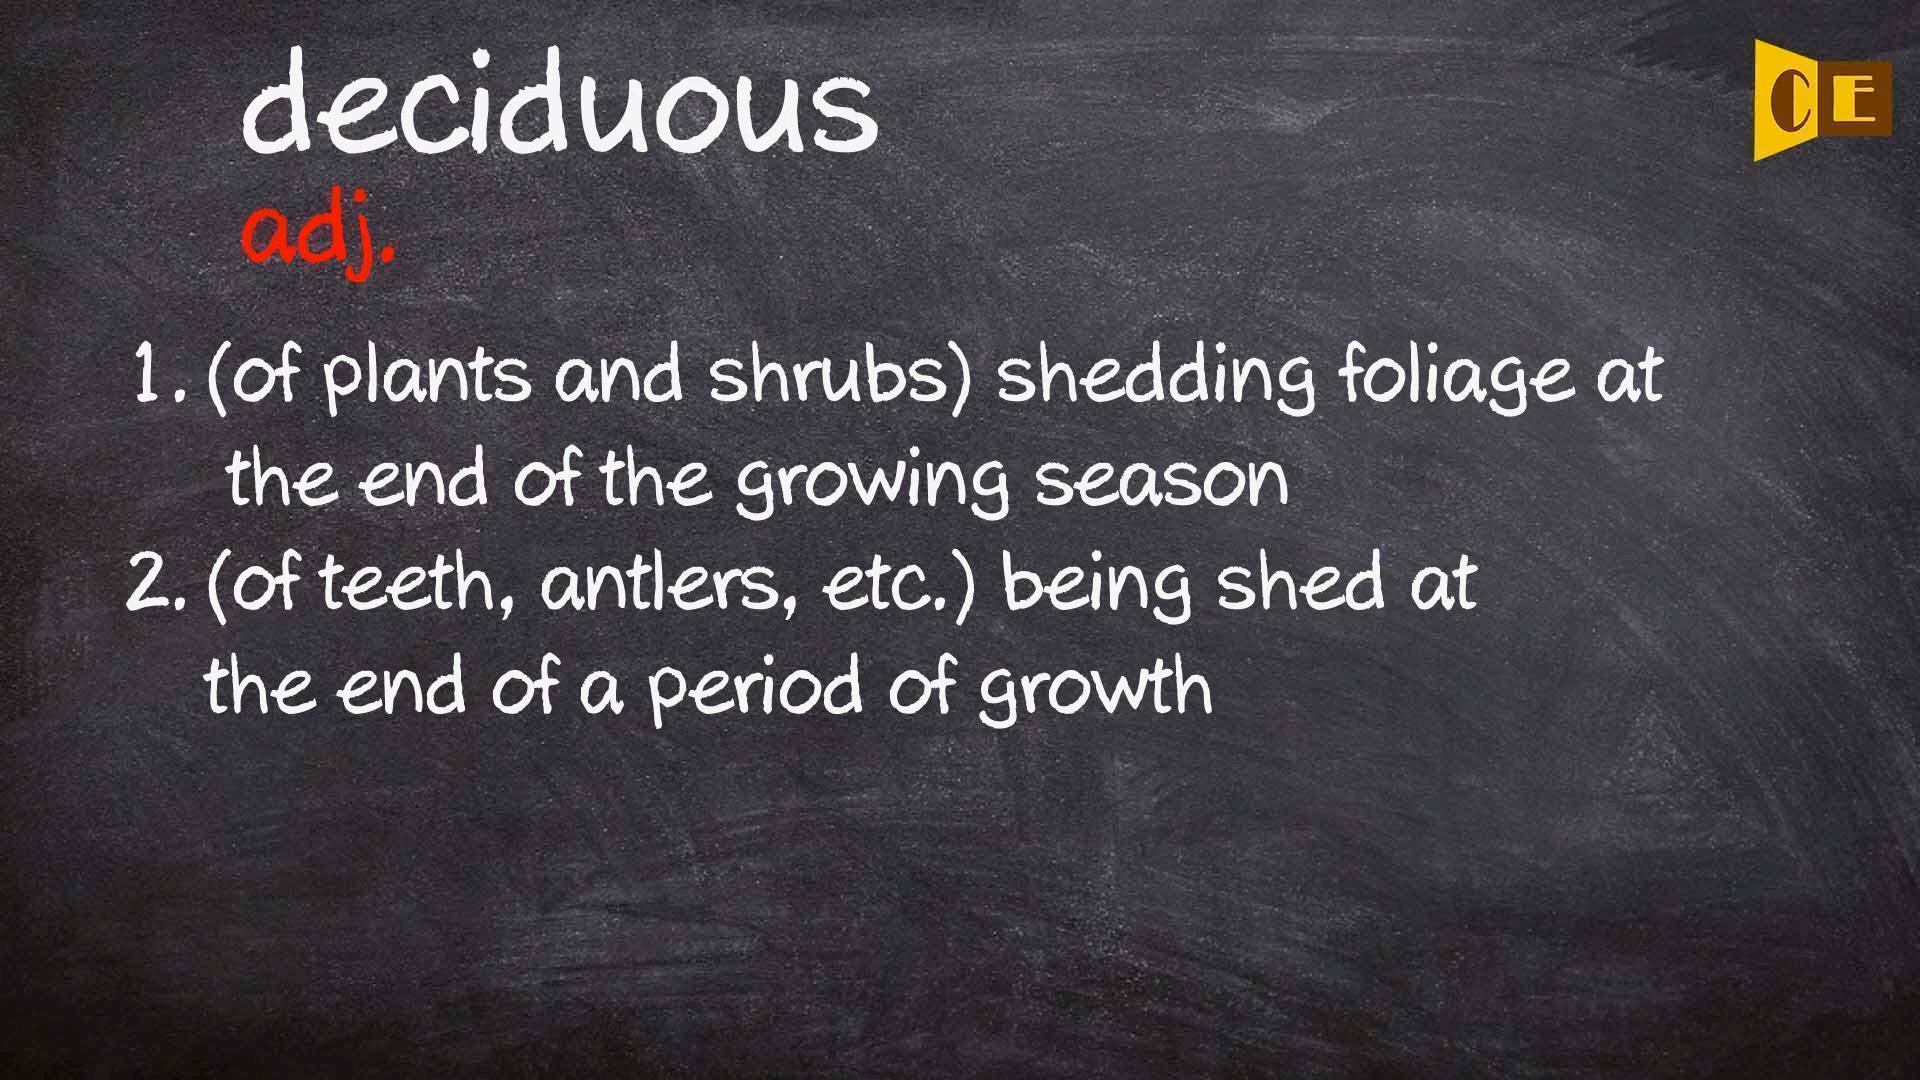 deciduous
CE
adj.
1. (of plants and shrubs) shedding foliage at
the end of the growing season
2. (of teeth, antlers, etc.) being shed at
the end of a period of growth